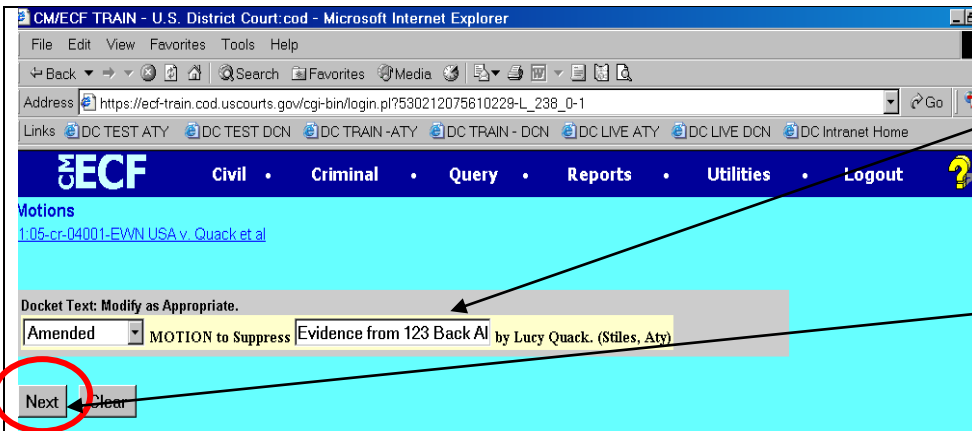 CM/ECF TRAIN - U.S. District Court:cod - Microsoft Internet Explorer
File Edit View Favorites Tools Help
Back Search Favorites Media
Address https://ecf-train.cod.uscourts.gov/cgi-bin/login.pl?530212075610229-L_238_0-1 Go
Links DC TEST ATY DC TEST DCN DC TRAIN -ATY DC TRAIN - DCN DC LIVE ATY DC LIVE DCN DC Intranet Home
CM ECF Civil • Criminal • Query • Reports • Utilities • Logout ?
Motions
1:05-cr-04001-EWN USA v. Quack et al
Docket Text: Modify as Appropriate.
Amended MOTION to Suppress Evidence from 123 Back Al by Lucy Quack. (Stiles, Aty)
Next Clear